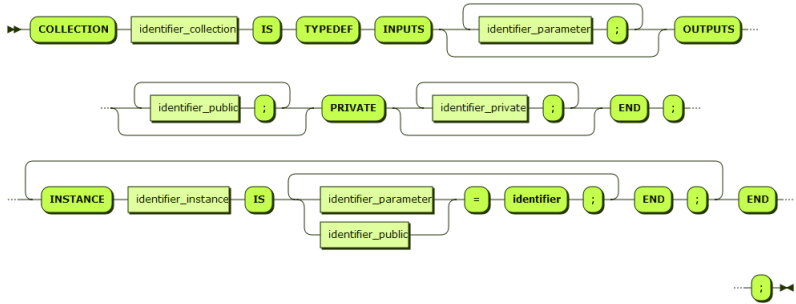 COLLECTION identifier_collection IS TYPEDEF INPUTS identifier_parameter ; OUTPUTS
identifier_public ; PRIVATE identifier_private ; END ;
INSTANCE identifier_instance IS identifier_parameter = identifier ; END ; END
identifier_public
;